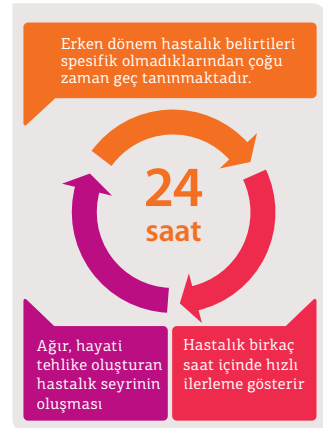 Erken dönem hastalık belirtileri
spesifik olmadıklarından çoğu
zaman geç tanınmaktadır.
24
saat
Ağır, hayati
tehlike oluşturan
hastalık seyrinin
oluşması
Hastalık birkaç
saat içinde hızlı
ilerleme gösterir